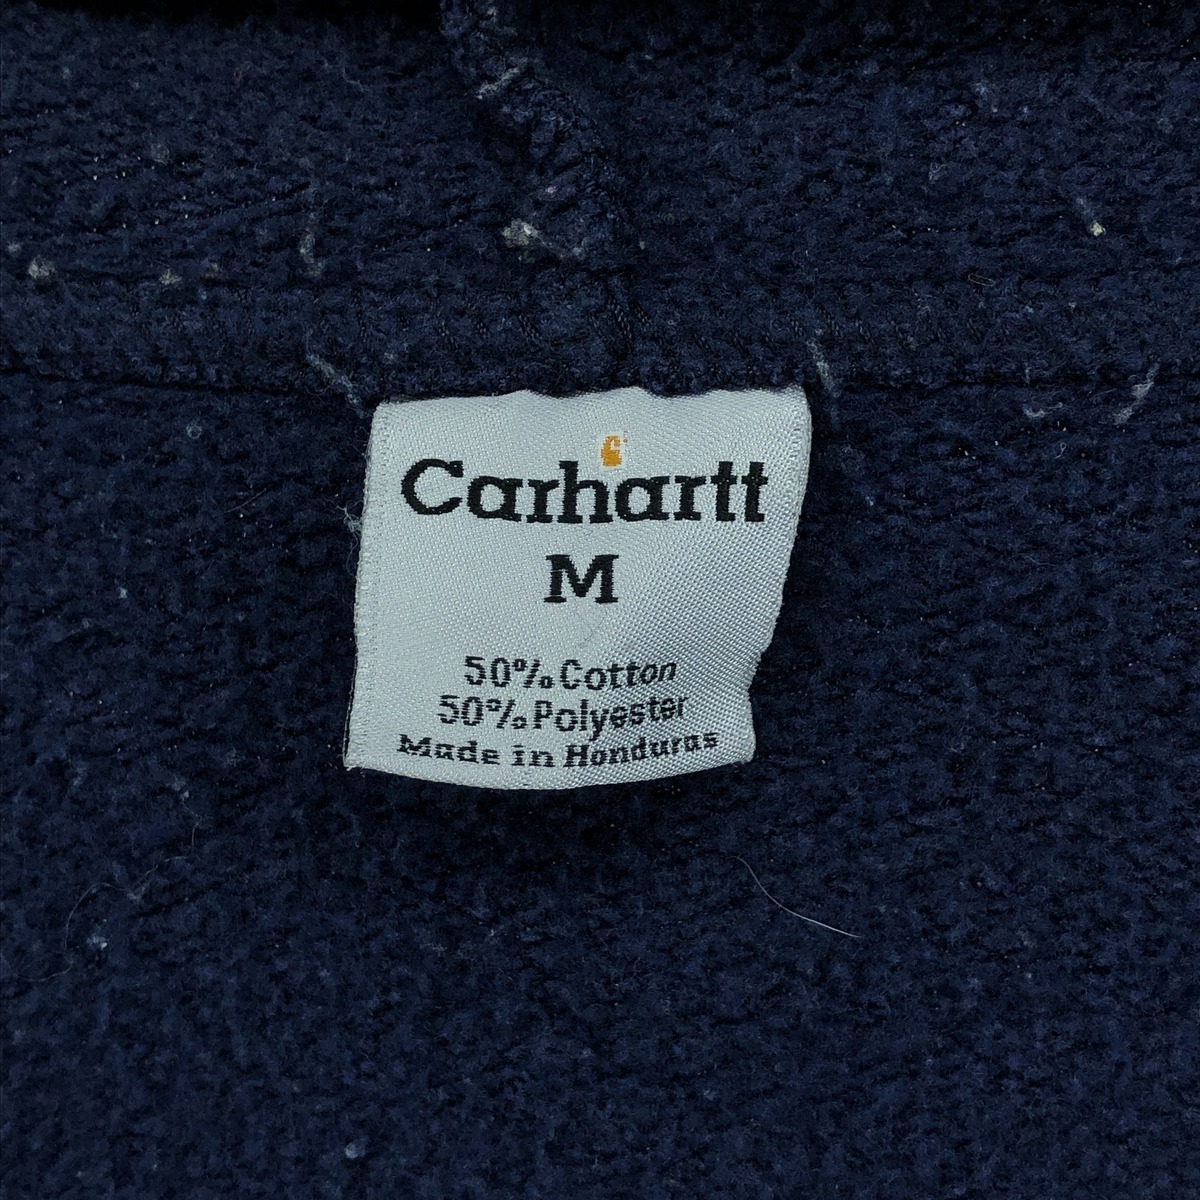 Carhartt
M
50% Cotton
50% Polyester
Made in Honduras